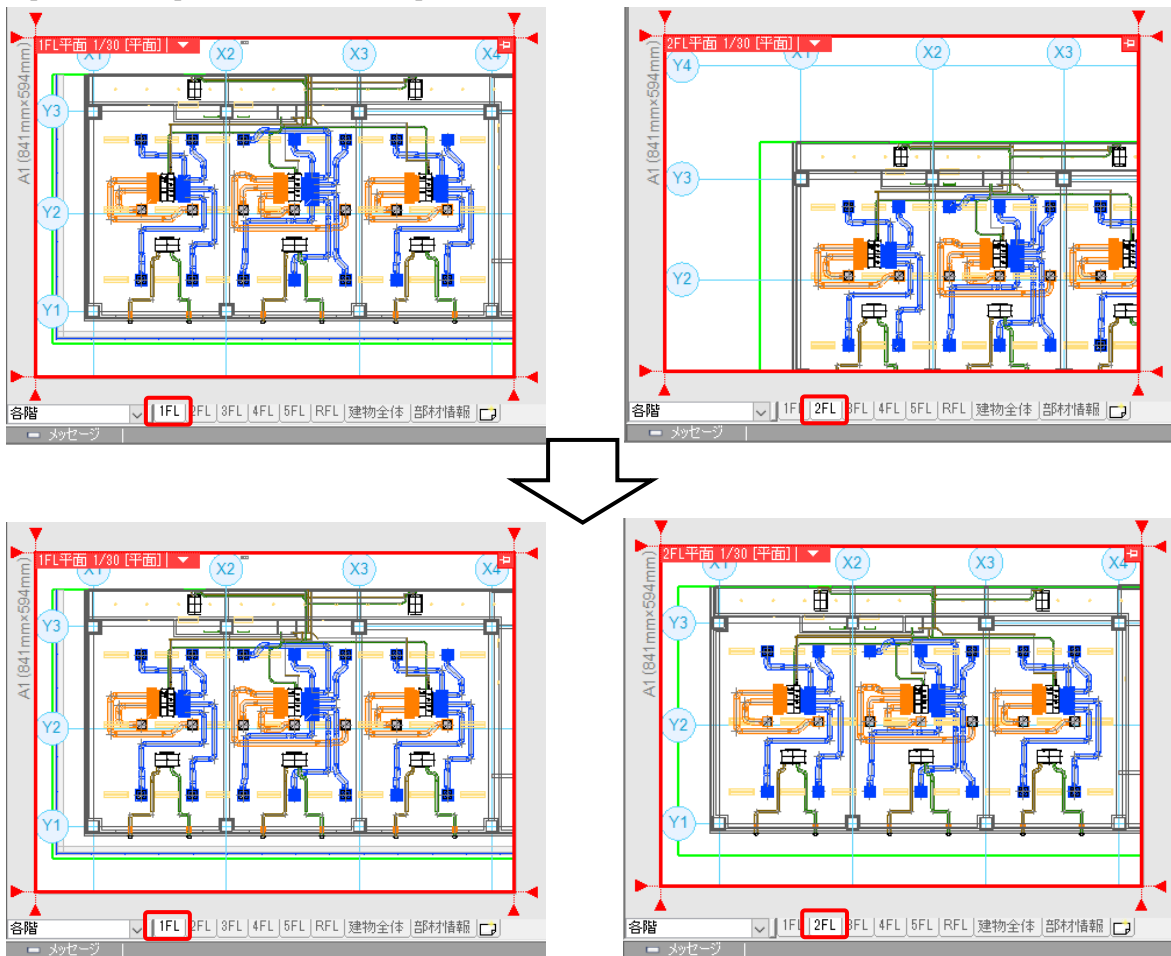 1FL平面 1/30 [平面]
X1
X2
X3
X4
Y3
Y2
Y1
A1 (841mm×594mm)
各階
1FL
2FL
3FL
4FL
5FL
RFL
建物全体
部材情報
メッセージ
2FL平面 1/30 [平面]
X1
X2
X3
Y4
Y3
Y2
A1 (841mm×594mm)
各階
1FL
2FL
3FL
4FL
5FL
RFL
建物全体
部材情報
メッセージ
1FL平面 1/30 [平面]
X1
X2
X3
X4
Y3
Y2
Y1
A1 (841mm×594mm)
各階
1FL
2FL
3FL
4FL
5FL
RFL
建物全体
部材情報
メッセージ
2FL平面 1/30 [平面]
X1
X2
X3
X4
Y3
Y2
Y1
A1 (841mm×594mm)
各階
1FL
2FL
3FL
4FL
5FL
RFL
建物全体
部材情報
メッセージ